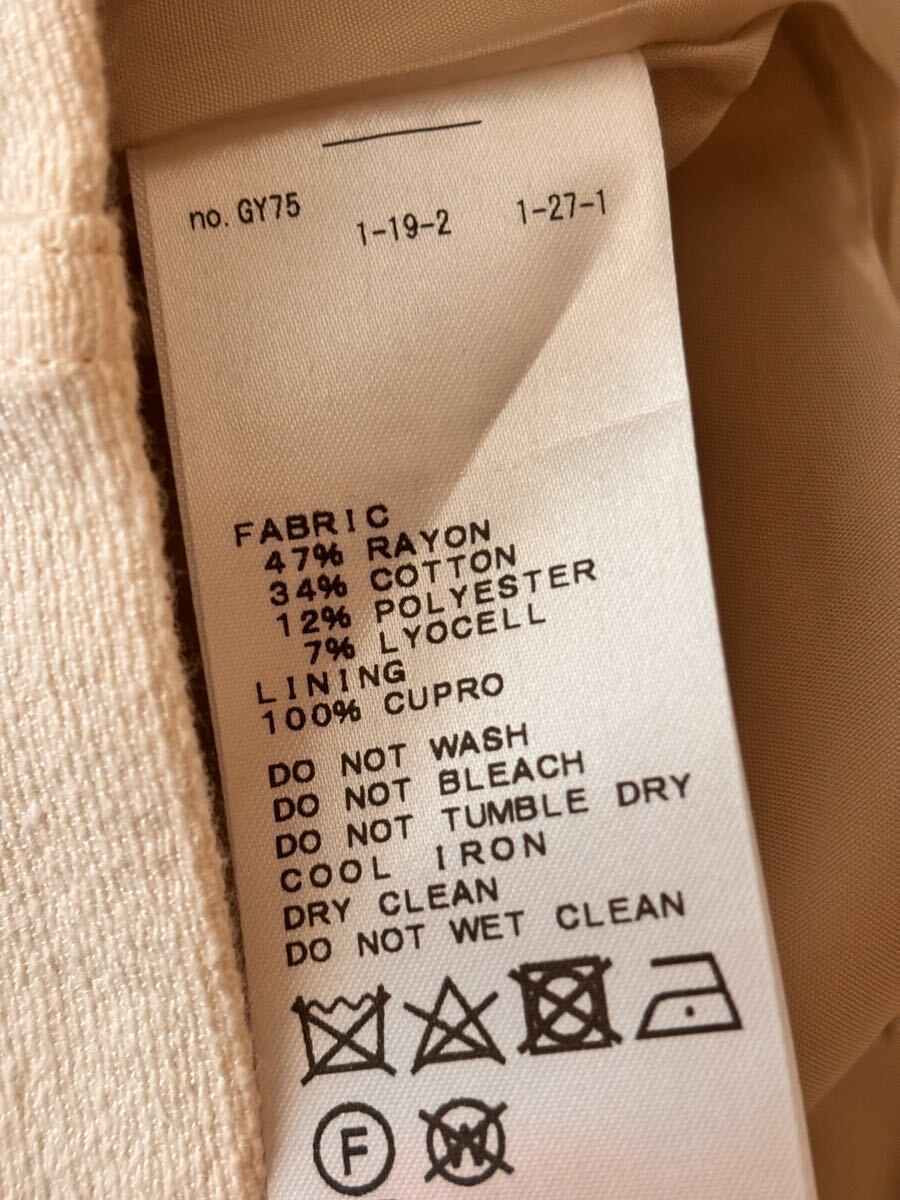 no. GY75 1-19-2 1-27-1
FABRIC
47% RAYON
34% COTTON
12% POLYESTER
7% LYOCELL
LINING
100% CUPRO
DO NOT WASH
DO NOT BLEACH
DO NOT TUMBLE DRY
COOL IRON
DRY CLEAN
DO NOT WET CLEAN
F W